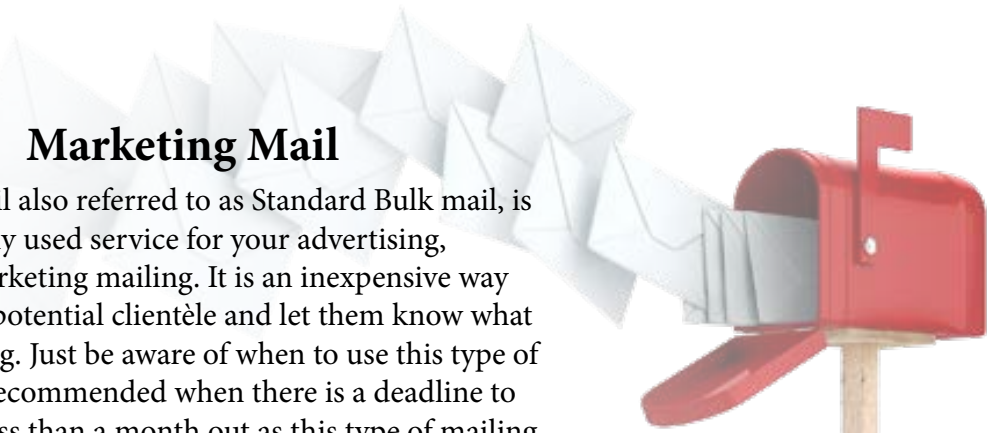 Marketing Mail
also referred to as Standard Bulk mail, is
used service for your advertising,
mailing. It is an inexpensive way
potential clientèle and let them know what
Just be aware of when to use this type of
recommended when there is a deadline to
than a month out as this type of mailing